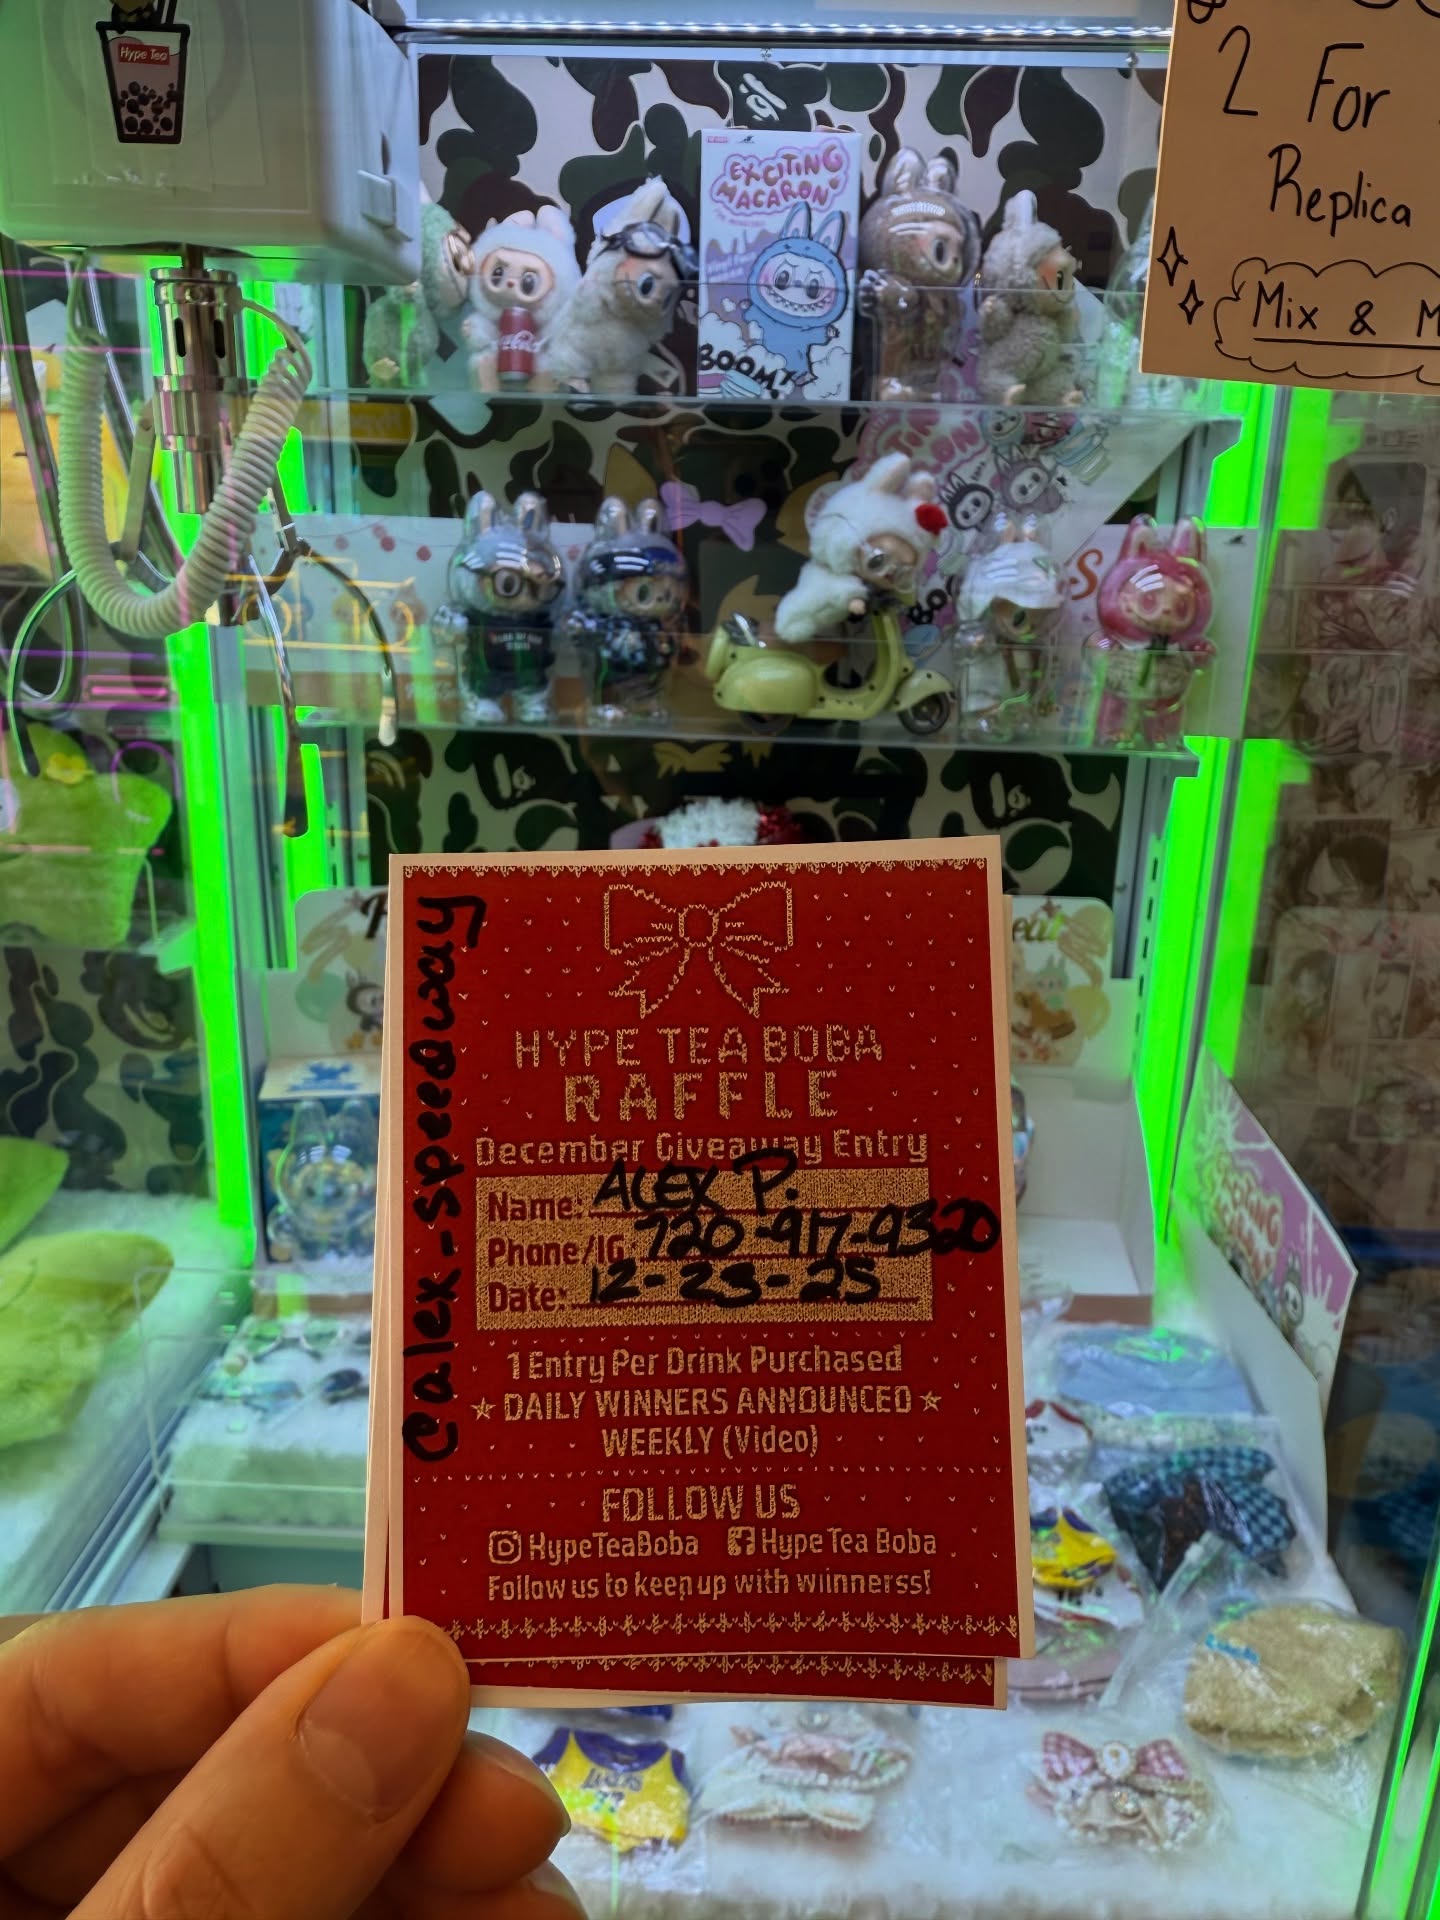 Hype Tea
2 For
Replica
Mix & M
EXCITING
MACARON
BOOM
Coca-Cola
@alex-speedway
HYPE TEA BOBA
RAFFLE
December Giveaway Entry
Name: ALEX P.
Phone/IG 720-917-9320
Date: 12-23-25
1 Entry Per Drink Purchased
DAILY WINNERS ANNOUNCED
WEEKLY (Video)
FOLLOW US
HypeTeaBoba Hype Tea Boba
Follow us to keep up with wiinnerss!